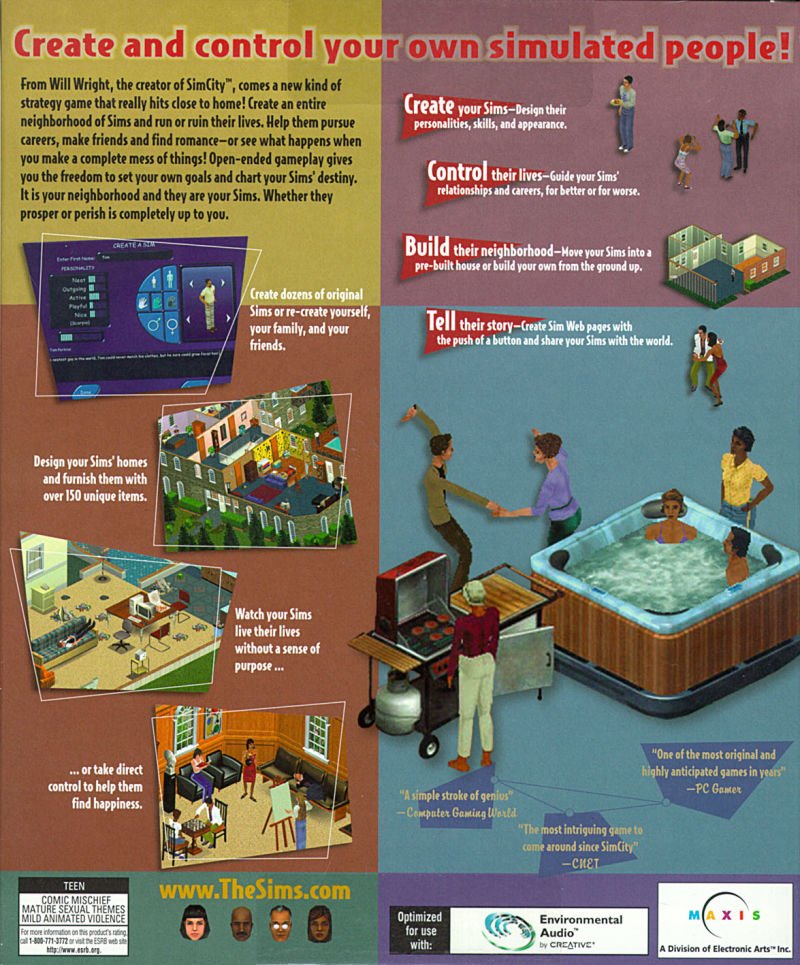 Create and control your own simulated people!
From Will Wright, the creator of SimCity™, comes a new kind of
strategy game that really hits close to home! Create an entire
neighborhood of Sims and run or ruin their lives. Help them pursue
careers, make friends and find romance—or see what happens when
you make a complete mess of things! Open-ended gameplay gives
you the freedom to set your own goals and chart your Sims' destiny.
It is your neighborhood and they are your Sims. Whether they
prosper or perish is completely up to you.
Create your Sims—Design their
personalities, skills, and appearance.
Control their lives—Guide your Sims'
relationships and careers, for better or for worse.
Build their neighborhood—Move your Sims into a
pre-built house or build your own from the ground up.
Tell their story—Create Sim Web pages with
the push of a button and share your Sims with the world.
CREATE A SIM
Enter First Name: Tom
PERSONALITY
Neat
Outgoing
Active
Playful
Nice
(Scorpio)
Create dozens of original
Sims or re-create yourself,
your family, and your
friends.
Design your Sims' homes
and furnish them with
over 150 unique items.
Watch your Sims
live their lives
without a sense of
purpose ...
... or take direct
control to help them
find happiness.
"A simple stroke of genius"
—Computer Gaming World
"One of the most original and
highly anticipated games in years"
—PC Gamer
"The most intriguing game to
come around since SimCity"
—CNET
TEEN
COMIC MISCHIEF
MATURE SEXUAL THEMES
MILD ANIMATED VIOLENCE
For more information on this product's rating,
call 1-800-771-3772 or visit the ESRB web site
http://www.esrb.org.
www.TheSims.com
Optimized
for use
with:
Environmental
Audio™
by CREATIVE®
MAXIS
A Division of Electronic Arts™ Inc.